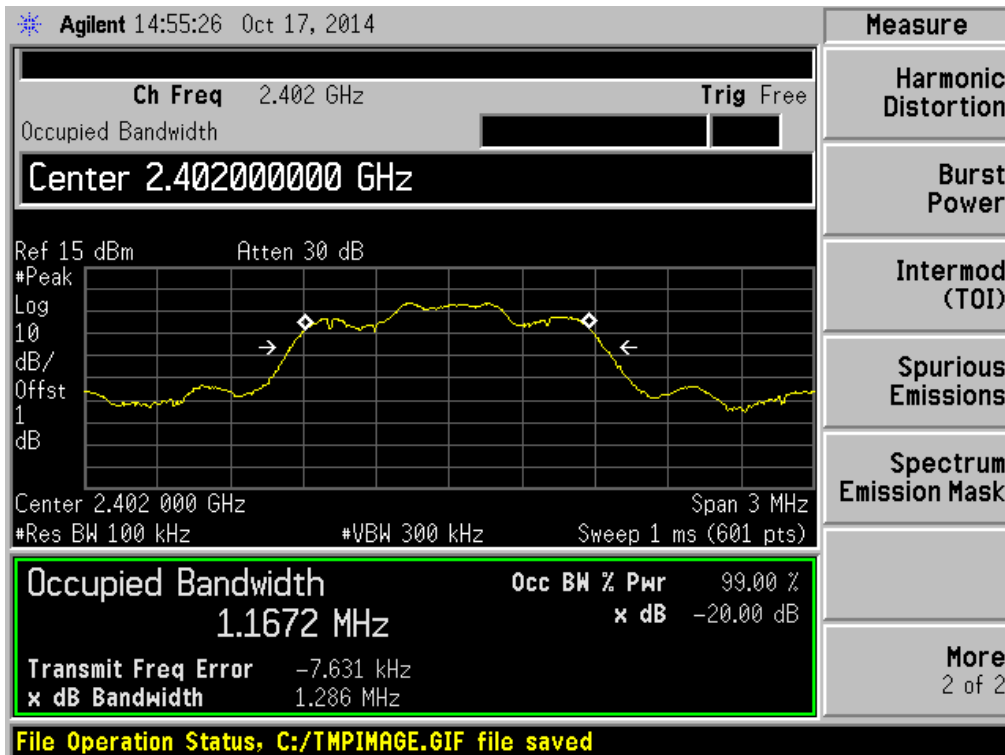 Agilent 14:55:26 Oct 17, 2014
Measure
Ch Freq 2.402 GHz
Trig Free
Occupied Bandwidth
Center 2.402000000 GHz
Ref 15 dBm Atten 30 dB
#Peak
Log
10
dB/
Offst
1
dB
Center 2.402 000 GHz
Span 3 MHz
#Res BW 100 kHz
#VBW 300 kHz
Sweep 1 ms (601 pts)
Occupied Bandwidth
1.1672 MHz
Occ BW % Pwr 99.00 %
x dB -20.00 dB
Transmit Freq Error -7.631 kHz
x dB Bandwidth 1.286 MHz
File Operation Status, C:/TMPIMAGE.GIF file saved
Harmonic
Distortion
Burst
Power
Intermod
(TOI)
Spurious
Emissions
Spectrum
Emission Mask
More
2 of 2